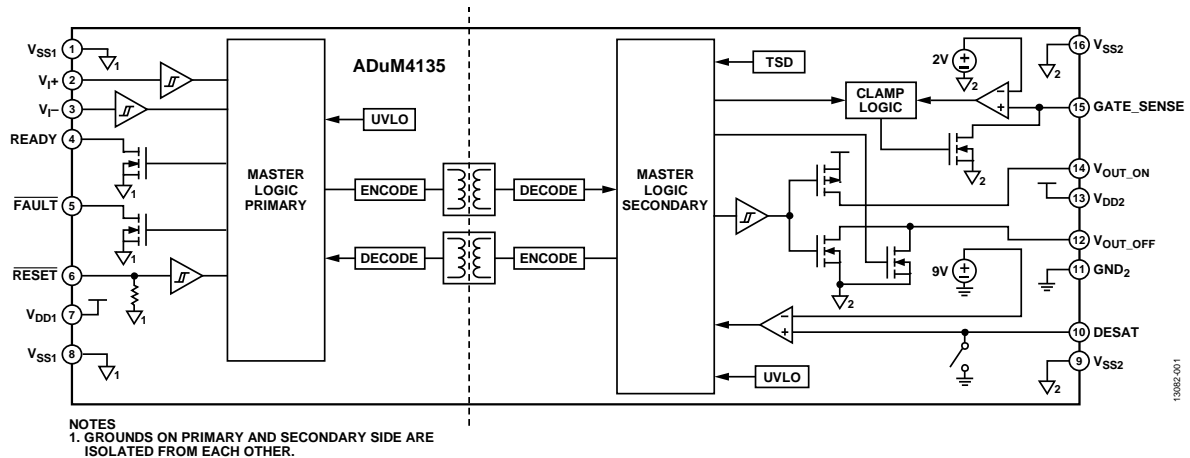 ADuM4135
VSS1 1
VI+ 2
VI− 3
READY 4
FAULT 5
RESET 6
VDD1 7
VSS1 8
1
1
1
1
1
MASTER
LOGIC
PRIMARY
UVLO
ENCODE
DECODE
DECODE
ENCODE
MASTER
LOGIC
SECONDARY
TSD
UVLO
CLAMP
LOGIC
2V
2
2
2
9V
2
2
16 VSS2
15 GATE_SENSE
14 VOUT_ON
13 VDD2
12 VOUT_OFF
11 GND2
10 DESAT
9 VSS2
NOTES
1. GROUNDS ON PRIMARY AND SECONDARY SIDE ARE
ISOLATED FROM EACH OTHER.
13082-001